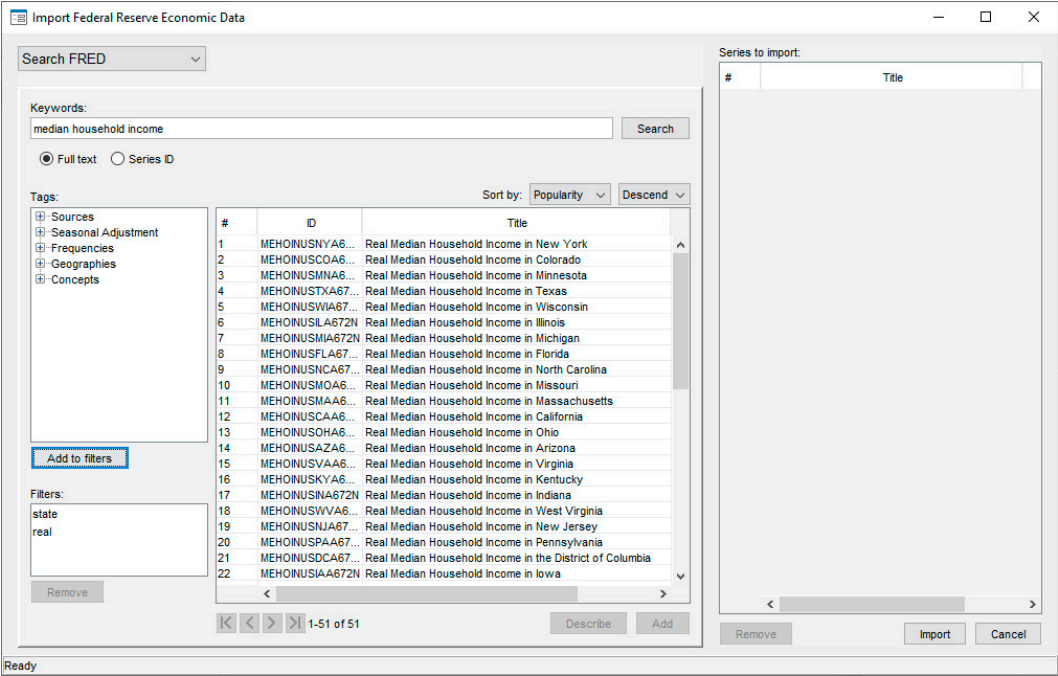 Import Federal Reserve Economic Data
Search FRED
Keywords:
median household income
Search
Full text Series ID
Tags:
Sources
Seasonal Adjustment
Frequencies
Geographies
Concepts
Add to filters
Filters:
state
real
Remove
Sort by: Popularity Descend
# ID Title
1 MEHOINUSNYA6... Real Median Household Income in New York
2 MEHOINUSCOA6... Real Median Household Income in Colorado
3 MEHOINUSMNA6... Real Median Household Income in Minnesota
4 MEHOINUSTXA67... Real Median Household Income in Texas
5 MEHOINUSWIA67... Real Median Household Income in Wisconsin
6 MEHOINUSILA672N Real Median Household Income in Illinois
7 MEHOINUSMIA672N Real Median Household Income in Michigan
8 MEHOINUSFLA67... Real Median Household Income in Florida
9 MEHOINUSNCA67... Real Median Household Income in North Carolina
10 MEHOINUSMOA6... Real Median Household Income in Missouri
11 MEHOINUSMAA6... Real Median Household Income in Massachusetts
12 MEHOINUSCAA6... Real Median Household Income in California
13 MEHOINUSOHA6... Real Median Household Income in Ohio
14 MEHOINUSAZA6... Real Median Household Income in Arizona
15 MEHOINUSVAA6... Real Median Household Income in Virginia
16 MEHOINUSKYA6... Real Median Household Income in Kentucky
17 MEHOINUSINA672N Real Median Household Income in Indiana
18 MEHOINUSWVA6... Real Median Household Income in West Virginia
19 MEHOINUSNJA67... Real Median Household Income in New Jersey
20 MEHOINUSPAA67... Real Median Household Income in Pennsylvania
21 MEHOINUSDCA67... Real Median Household Income in the District of Columbia
22 MEHOINUSIAA672N Real Median Household Income in Iowa
1-51 of 51
Describe Add
Series to import:
# Title
Remove Import Cancel
Ready